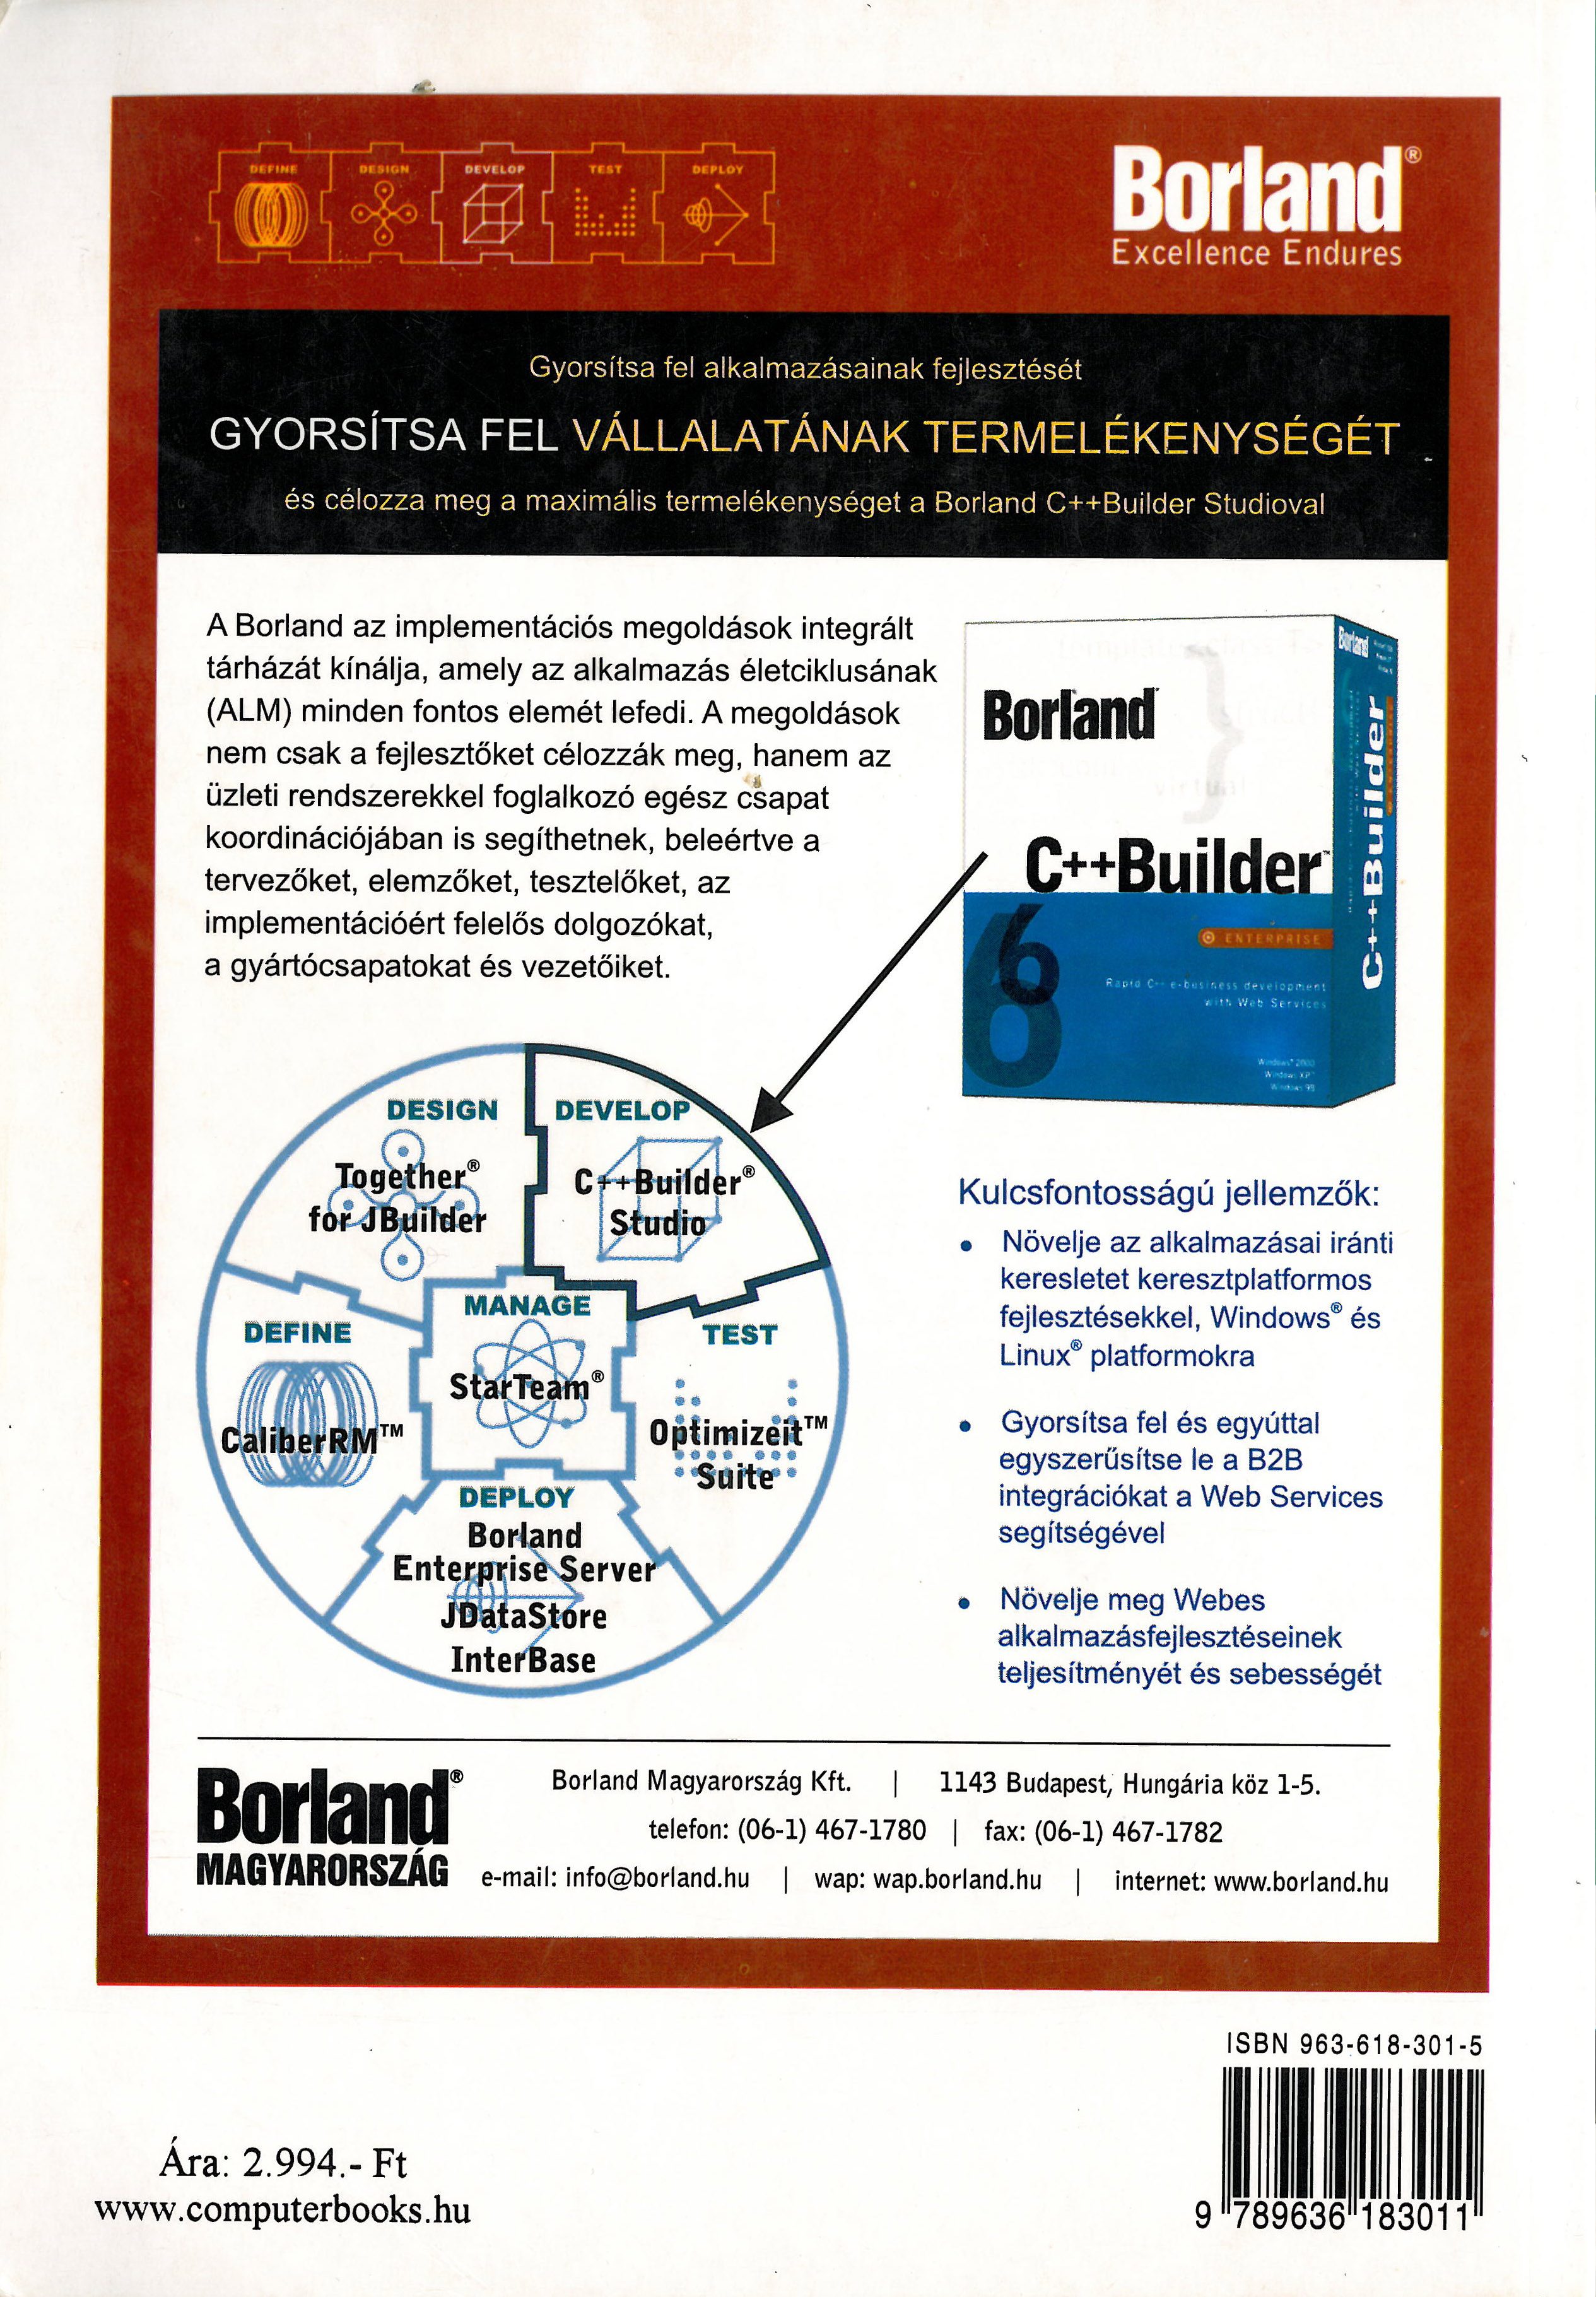 DEFINE DESIGN DEVELOP TEST DEPLOY
Borland®
Excellence Endures
Gyorsítsa fel alkalmazásainak fejlesztését
GYORSÍTSA FEL VÁLLALATÁNAK TERMELÉKENYSÉGÉT
és célozza meg a maximális termelékenységet a Borland C++Builder Studioval
A Borland az implementációs megoldások integrált
tárházát kínálja, amely az alkalmazás életciklusának
(ALM) minden fontos elemét lefedi. A megoldások
nem csak a fejlesztőket célozzák meg, hanem az
üzleti rendszerekkel foglalkozó egész csapat
koordinációjában is segíthetnek, beleértve a
tervezőket, elemzőket, tesztelőket, az
implementációért felelős dolgozókat,
a gyártócsapatokat és vezetőiket.
Borland
C++Builder™
6
ENTERPRISE
Rapid C++ e-business development
with Web Services
Windows® 2000
Windows XP™
Windows 98
Borland
C++Builder
DESIGN
Together®
for JBuilder
DEVELOP
C++Builder®
Studio
MANAGE
StarTeam®
DEFINE
CaliberRM™
TEST
Optimizeit™
Suite
DEPLOY
Borland
Enterprise Server
JDataStore
InterBase
Kulcsfontosságú jellemzők:
• Növelje az alkalmazásai iránti
keresletet keresztplatformos
fejlesztésekkel, Windows® és
Linux® platformokra
• Gyorsítsa fel és egyúttal
egyszerűsítse le a B2B
integrációkat a Web Services
segítségével
• Növelje meg Webes
alkalmazásfejlesztéseinek
teljesítményét és sebességét
Borland®
MAGYARORSZÁG
Borland Magyarország Kft. | 1143 Budapest, Hungária köz 1-5.
telefon: (06-1) 467-1780 | fax: (06-1) 467-1782
e-mail: info@borland.hu | wap: wap.borland.hu | internet: www.borland.hu
ISBN 963-618-301-5
9 789636 183011
Ára: 2.994.- Ft
www.computerbooks.hu